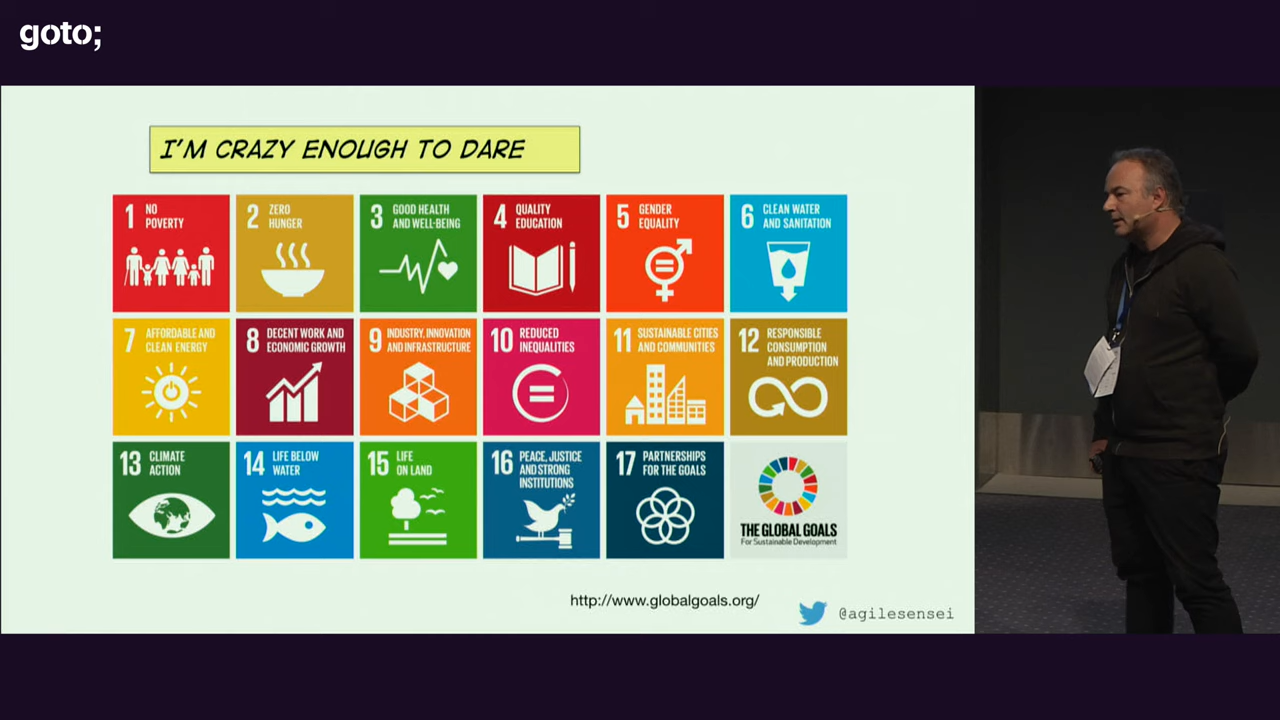 goto;
I'M CRAZY ENOUGH TO DARE
1 NO
POVERTY
2 ZERO
HUNGER
3 GOOD HEALTH
AND WELL-BEING
4 QUALITY
EDUCATION
5 GENDER
EQUALITY
6 CLEAN WATER
AND SANITATION
7 AFFORDABLE AND
CLEAN ENERGY
8 DECENT WORK AND
ECONOMIC GROWTH
9 INDUSTRY, INNOVATION
AND INFRASTRUCTURE
10 REDUCED
INEQUALITIES
11 SUSTAINABLE CITIES
AND COMMUNITIES
12 RESPONSIBLE
CONSUMPTION
AND PRODUCTION
13 CLIMATE
ACTION
14 LIFE BELOW
WATER
15 LIFE
ON LAND
16 PEACE, JUSTICE
AND STRONG
INSTITUTIONS
17 PARTNERSHIPS
FOR THE GOALS
THE GLOBAL GOALS
For Sustainable Development
http://www.globalgoals.org/
@agilesensei